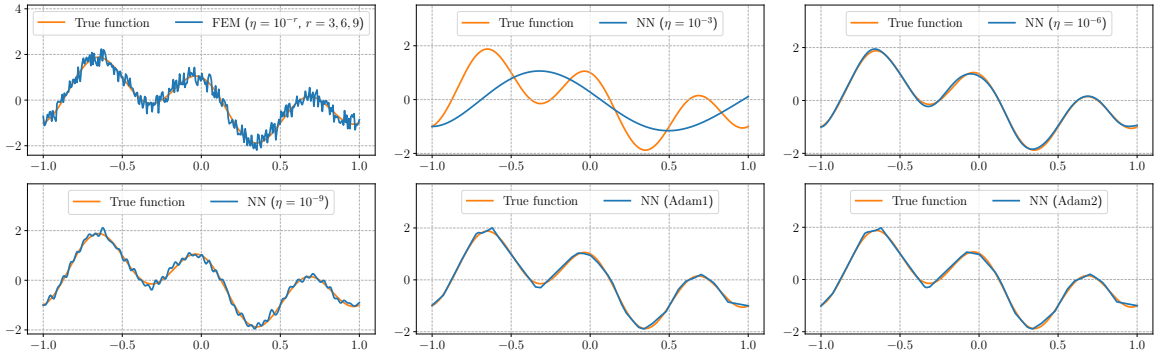 True function FEM (η = 10⁻ʳ, r = 3, 6, 9)
4
2
0
−2
−1.0 −0.5 0.0 0.5 1.0
True function NN (η = 10⁻³)
2
0
−2
−1.0 −0.5 0.0 0.5 1.0
True function NN (η = 10⁻⁶)
2
0
−2
−1.0 −0.5 0.0 0.5 1.0
True function NN (η = 10⁻⁹)
2
0
−2
−1.0 −0.5 0.0 0.5 1.0
True function NN (Adam1)
2
0
−2
−1.0 −0.5 0.0 0.5 1.0
True function NN (Adam2)
2
0
−2
−1.0 −0.5 0.0 0.5 1.0